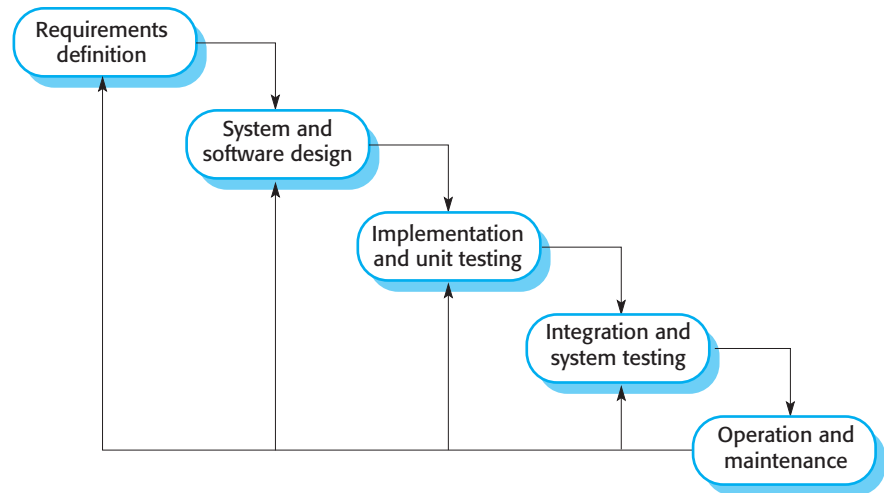 Requirements
definition
System and
software design
Implementation
and unit testing
Integration and
system testing
Operation and
maintenance